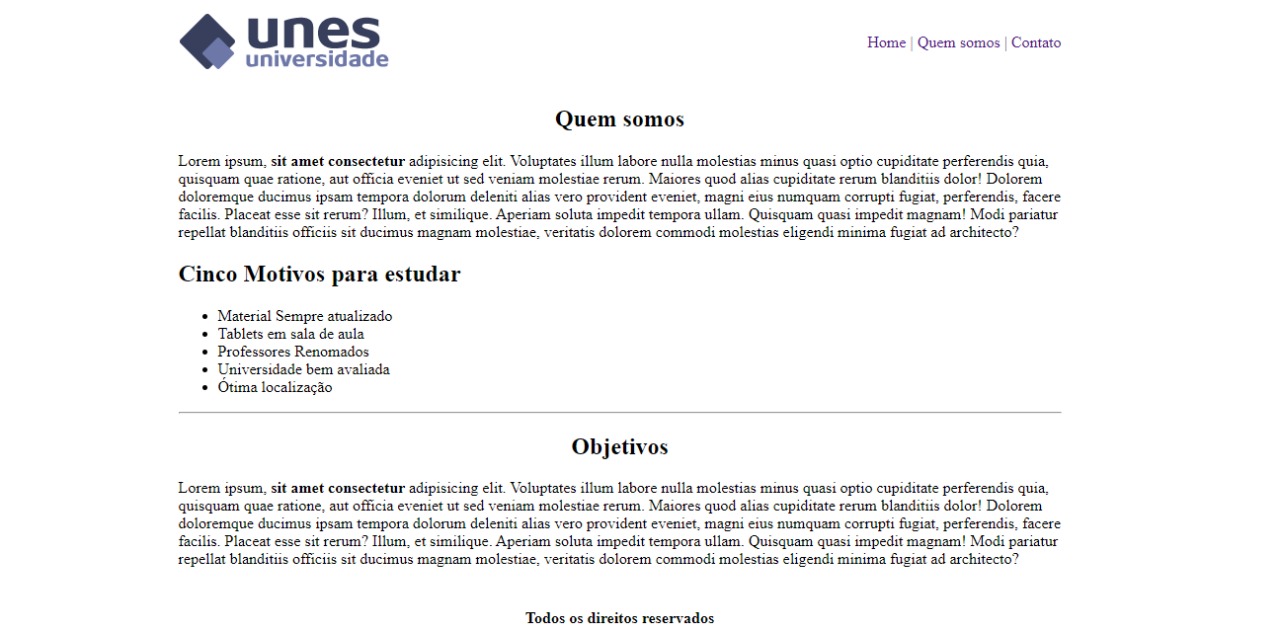 unes
universidade
Home | Quem somos | Contato
Quem somos
Lorem ipsum, sit amet consectetur adipisicing elit. Voluptates illum labore nulla molestias minus quasi optio cupiditate perferendis quia,
quisquam quae ratione, aut officia eveniet ut sed veniam molestiae rerum. Maiores quod alias cupiditate rerum blanditiis dolor! Dolorem
doloremque ducimus ipsam tempora dolorum deleniti alias vero provident eveniet, magni eius numquam corrupti fugiat, perferendis, facere
facilis. Placeat esse sit rerum? Illum, et similique. Aperiam soluta impedit tempora ullam. Quisquam quasi impedit magnam! Modi pariatur
repellat blanditiis officiis sit ducimus magnam molestiae, veritatis dolorem commodi molestias eligendi minima fugiat ad architecto?
Cinco Motivos para estudar
• Material Sempre atualizado
• Tablets em sala de aula
• Professores Renomados
• Universidade bem avaliada
• Ótima localização
Objetivos
Lorem ipsum, sit amet consectetur adipisicing elit. Voluptates illum labore nulla molestias minus quasi optio cupiditate perferendis quia,
quisquam quae ratione, aut officia eveniet ut sed veniam molestiae rerum. Maiores quod alias cupiditate rerum blanditiis dolor! Dolorem
doloremque ducimus ipsam tempora dolorum deleniti alias vero provident eveniet, magni eius numquam corrupti fugiat, perferendis, facere
facilis. Placeat esse sit rerum? Illum, et similique. Aperiam soluta impedit tempora ullam. Quisquam quasi impedit magnam! Modi pariatur
repellat blanditiis officiis sit ducimus magnam molestiae, veritatis dolorem commodi molestias eligendi minima fugiat ad architecto?
Todos os direitos reservados